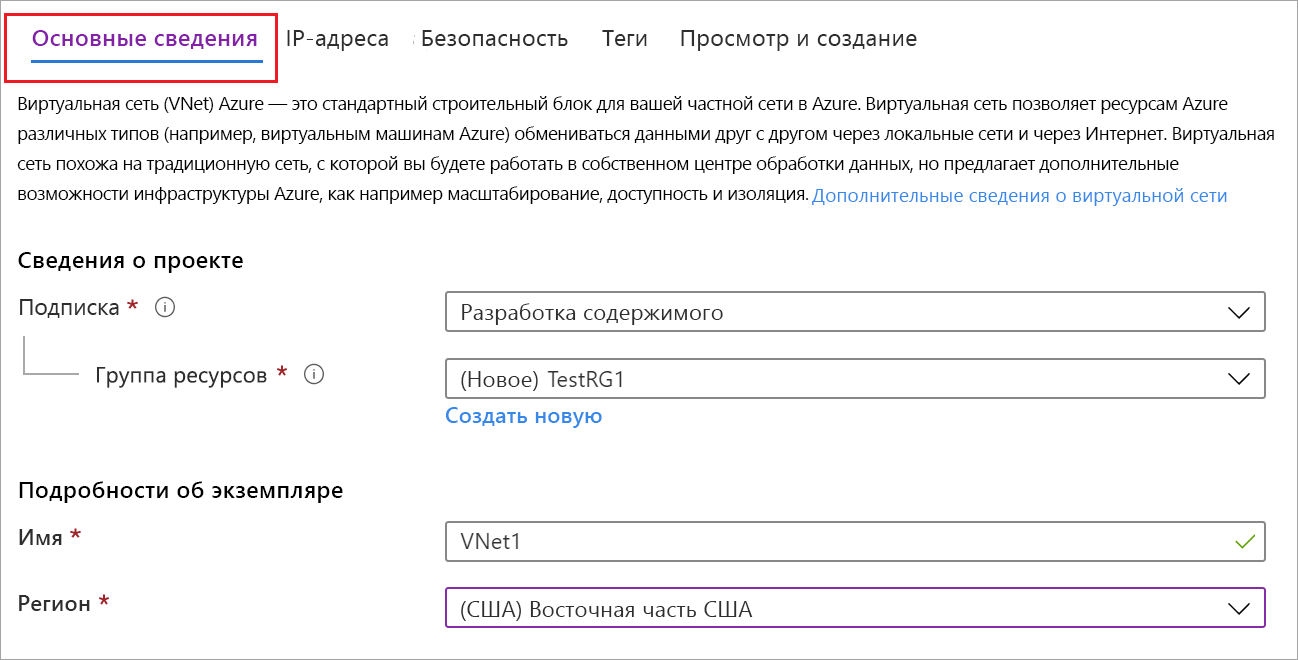 Основные сведения IP-адреса Безопасность Теги Просмотр и создание
Виртуальная сеть (VNet) Azure — это стандартный строительный блок для вашей частной сети в Azure. Виртуальная сеть позволяет ресурсам Azure
различных типов (например, виртуальным машинам Azure) обмениваться данными друг с другом через локальные сети и через Интернет. Виртуальная
сеть похожа на традиционную сеть, с которой вы будете работать в собственном центре обработки данных, но предлагает дополнительные
возможности инфраструктуры Azure, как например масштабирование, доступность и изоляция. Дополнительные сведения о виртуальной сети
Сведения о проекте
Подписка * Разработка содержимого
Группа ресурсов * (Новое) TestRG1
Создать новую
Подробности об экземпляре
Имя * VNet1
Регион * (США) Восточная часть США